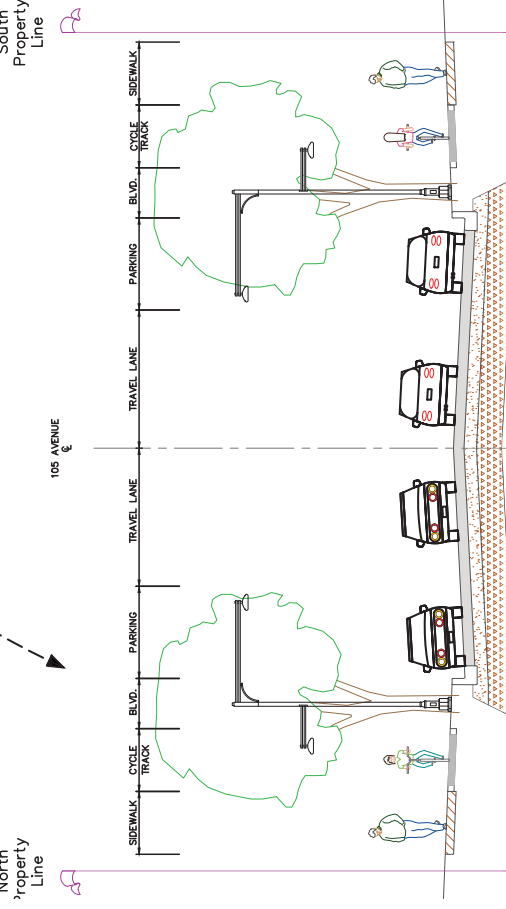 South
Property
Line
SIDEWALK
CYCLE
TRACK
BLVD.
PARKING
TRAVEL LANE
105 AVENUE
℄
TRAVEL LANE
PARKING
BLVD.
CYCLE
TRACK
SIDEWALK
North
Property
Line